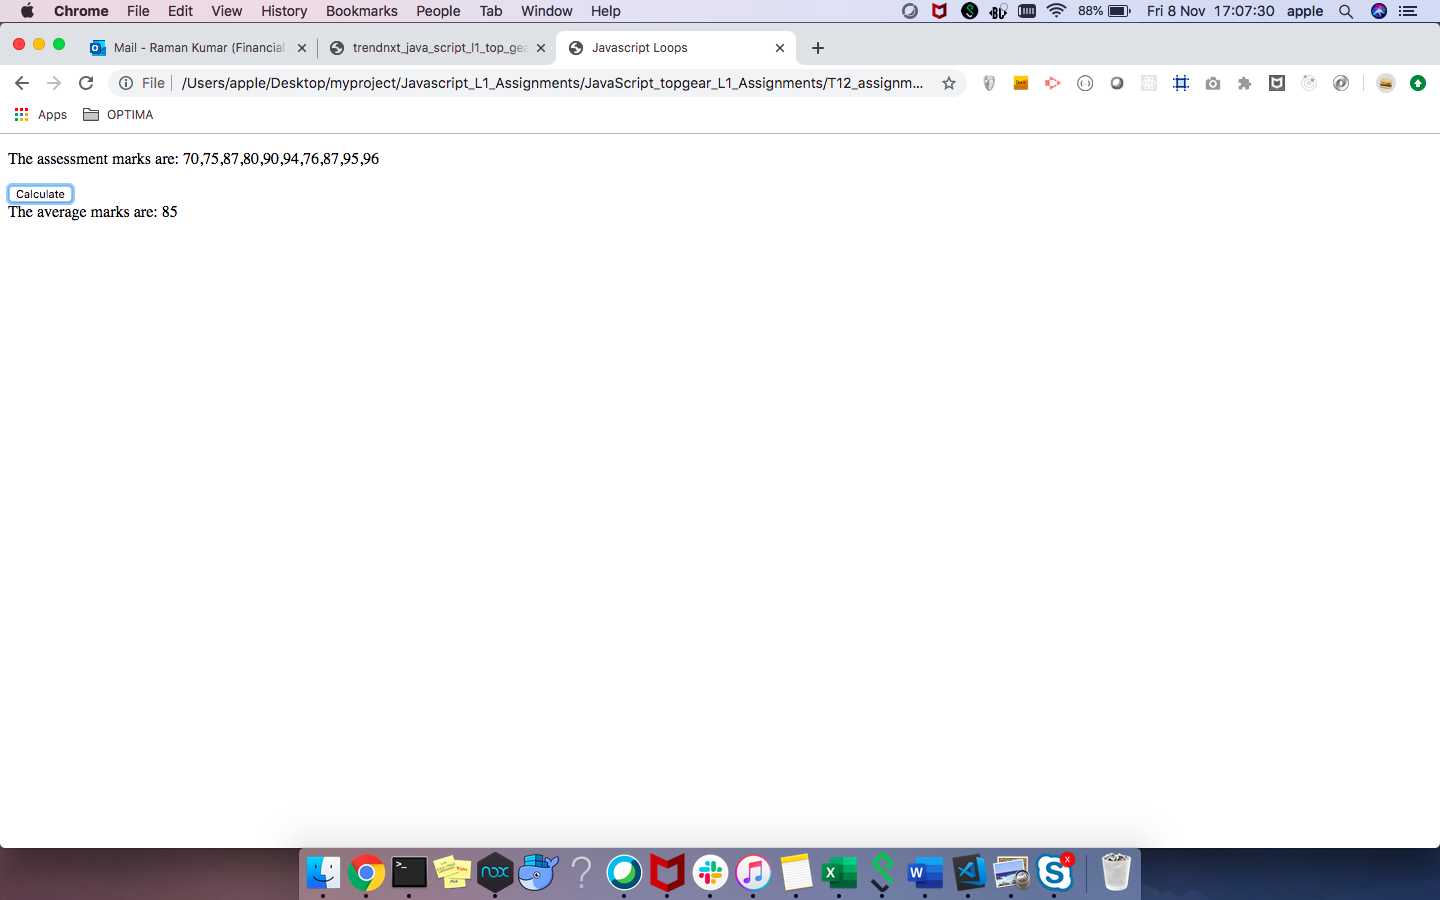 Chrome File Edit View History Bookmarks People Tab Window Help 88% Fri 8 Nov 17:07:30 apple
Mail - Raman Kumar (Financial trendnxt_java_script_l1_top_gea Javascript Loops
File /Users/apple/Desktop/myproject/Javascript_L1_Assignments/JavaScript_topgear_L1_Assignments/T12_assignm...
Apps OPTIMA
The assessment marks are: 70,75,87,80,90,94,76,87,95,96
Calculate
The average marks are: 85